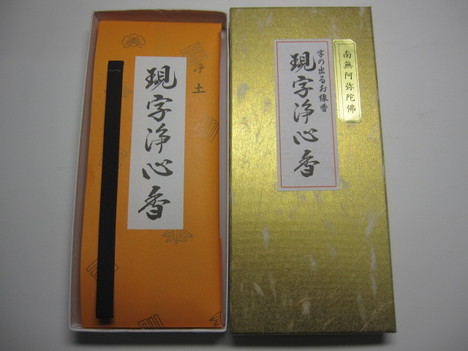 浄土
現字浄心香
字の出るお線香
現字浄心香
南無阿弥陀佛